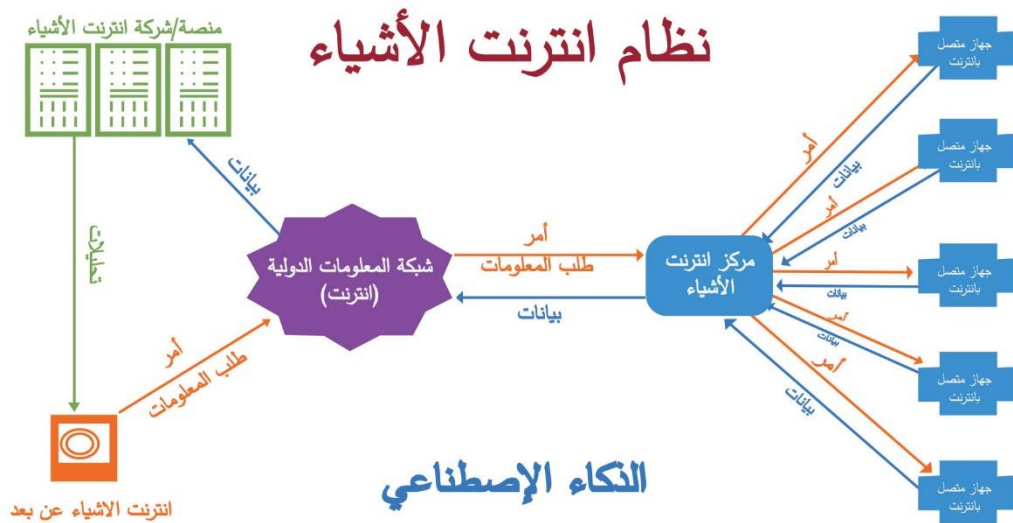 نظام انترنت الأشياء
منصة/شركة انترنت الأشياء
جهاز متصل
بانترنت
أمر
بيانات
جهاز متصل
بانترنت
أمر
بيانات
جهاز متصل
بانترنت
أمر
بيانات
جهاز متصل
بانترنت
أمر
بيانات
جهاز متصل
بانترنت
أمر
بيانات
مركز انترنت
الأشياء
أمر
طلب المعلومات
بيانات
شبكة المعلومات الدولية
(انترنت)
بيانات
تحليلات
أمر
طلب المعلومات
انترنت الاشياء عن بعد
الذكاء الإصطناعي